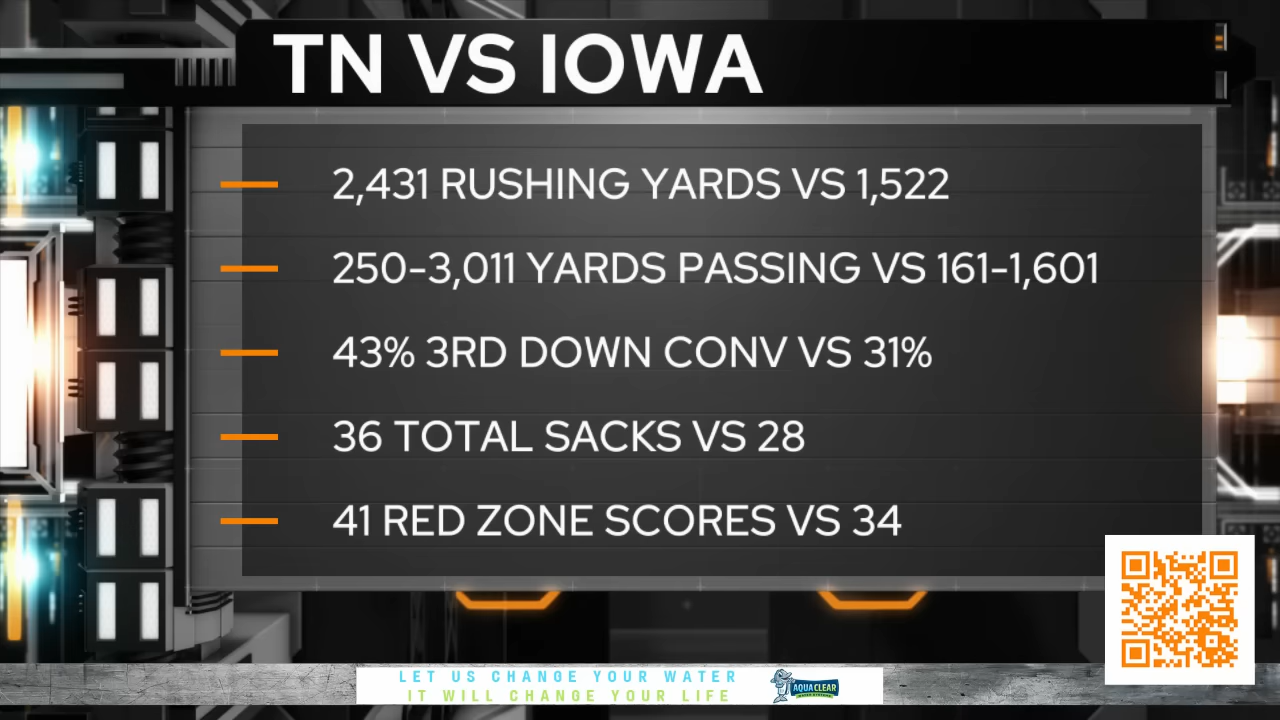 TN VS IOWA
2,431 RUSHING YARDS VS 1,522
250-3,011 YARDS PASSING VS 161-1,601
43% 3RD DOWN CONV VS 31%
36 TOTAL SACKS VS 28
41 RED ZONE SCORES VS 34
LET US CHANGE YOUR WATER
IT WILL CHANGE YOUR LIFE
AQUACLEAR